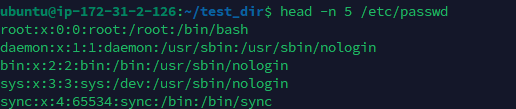 ubuntu@ip-172-31-2-126:~/test_dir$ head -n 5 /etc/passwd
root:x:0:0:root:/root:/bin/bash
daemon:x:1:1:daemon:/usr/sbin:/usr/sbin/nologin
bin:x:2:2:bin:/bin:/usr/sbin/nologin
sys:x:3:3:sys:/dev:/usr/sbin/nologin
sync:x:4:65534:sync:/bin:/bin/sync